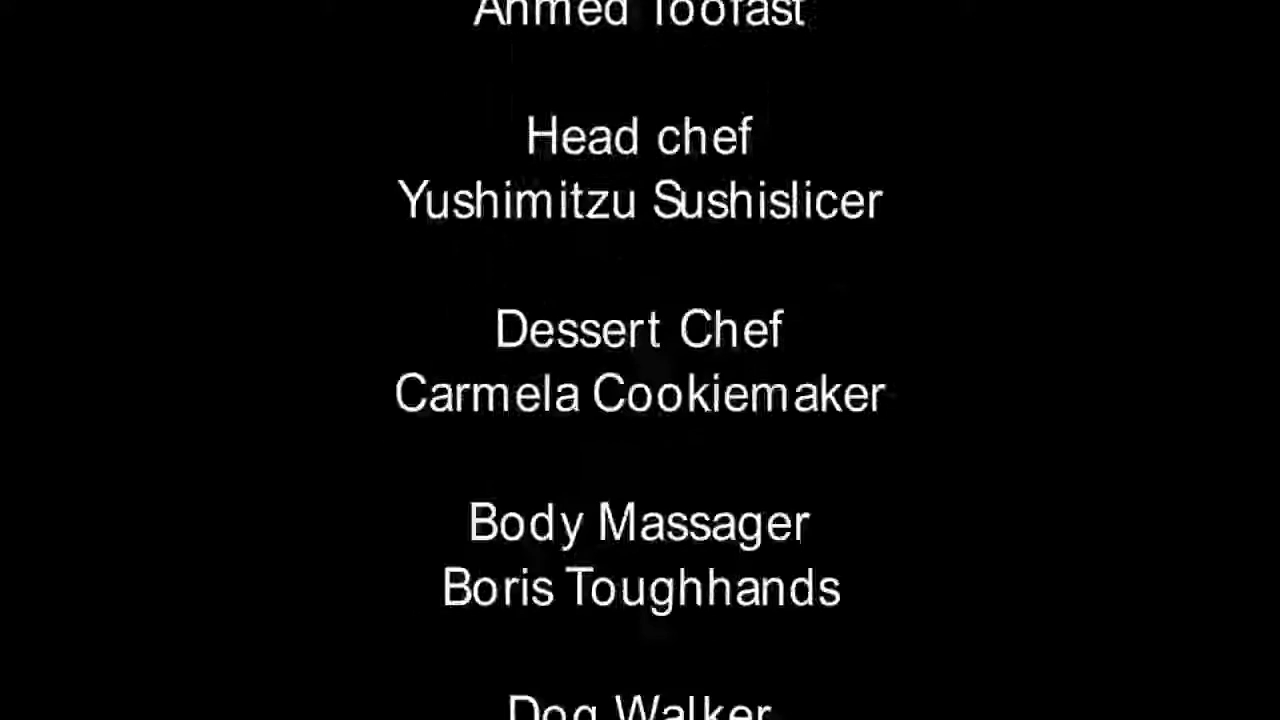 Ahmed Toofast
Head chef
Yushimitzu Sushislicer
Dessert Chef
Carmela Cookiemaker
Body Massager
Boris Toughhands
Dog Walker